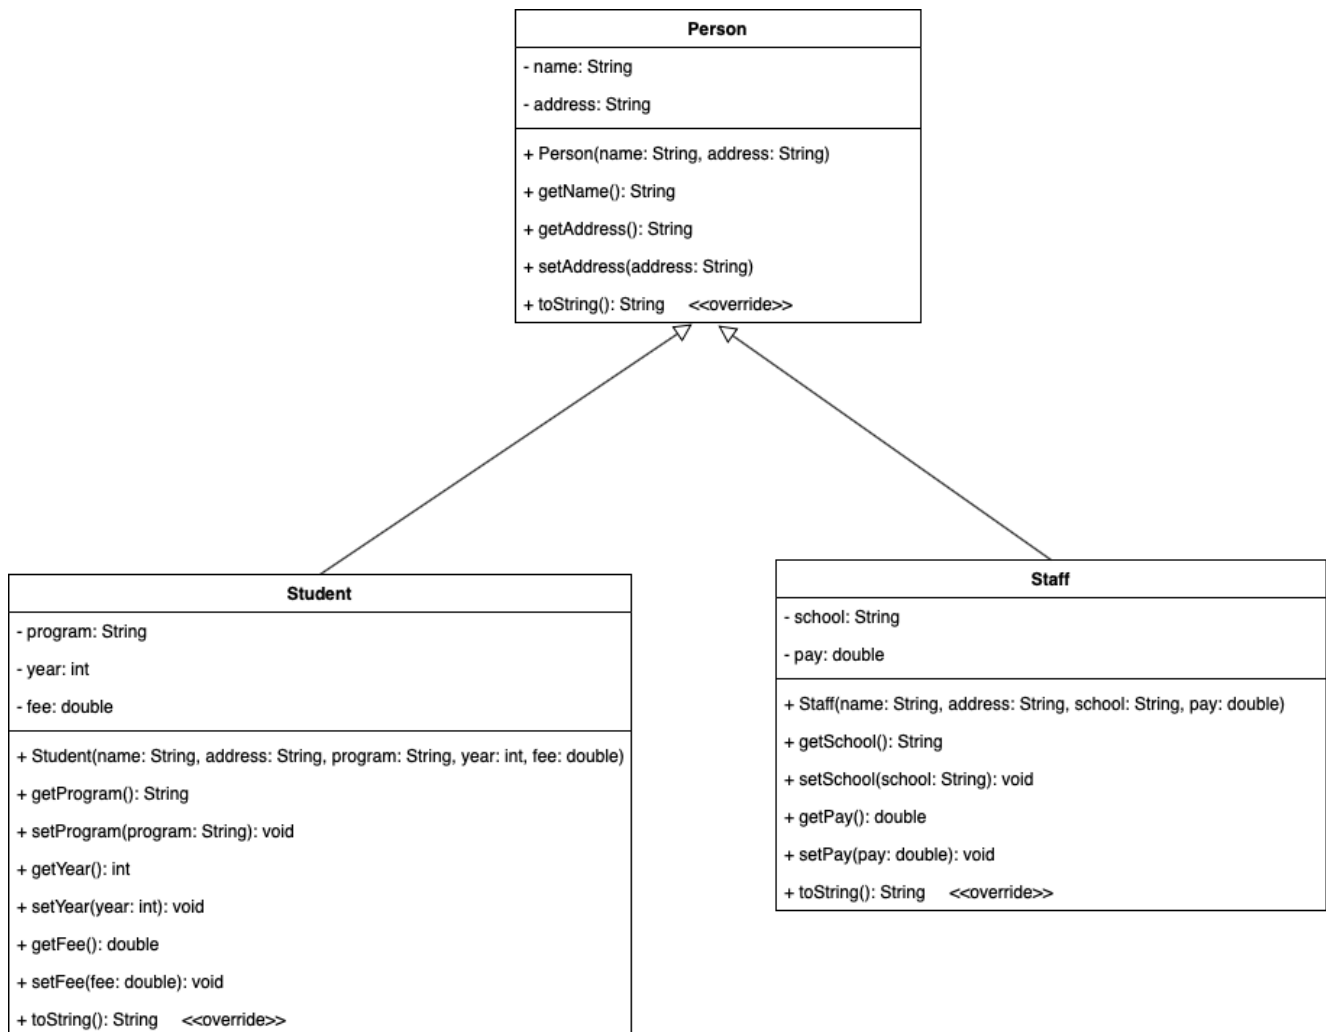 Person
- name: String
- address: String
+ Person(name: String, address: String)
+ getName(): String
+ getAddress(): String
+ setAddress(address: String)
+ toString(): String <<override>>
Student
- program: String
- year: int
- fee: double
+ Student(name: String, address: String, program: String, year: int, fee: double)
+ getProgram(): String
+ setProgram(program: String): void
+ getYear(): int
+ setYear(year: int): void
+ getFee(): double
+ setFee(fee: double): void
+ toString(): String <<override>>
Staff
- school: String
- pay: double
+ Staff(name: String, address: String, school: String, pay: double)
+ getSchool(): String
+ setSchool(school: String): void
+ getPay(): double
+ setPay(pay: double): void
+ toString(): String <<override>>